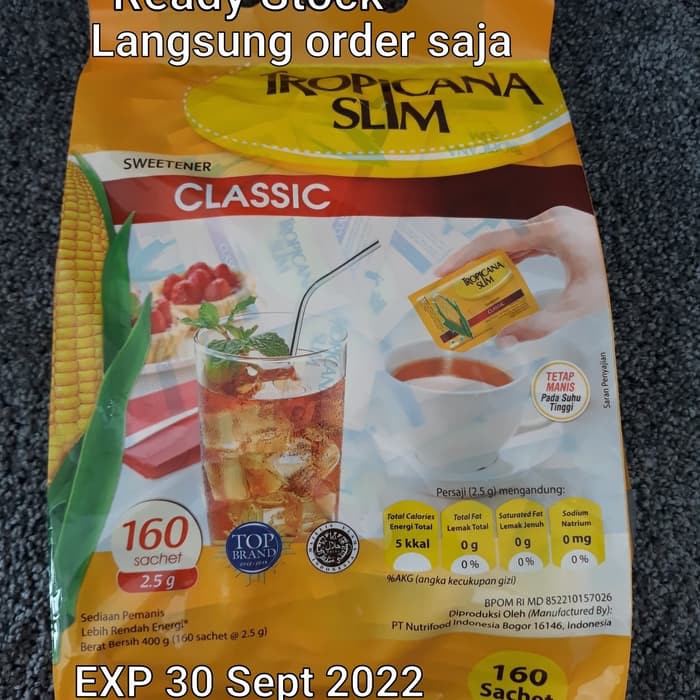 Ready Stock
Langsung order saja
TROPICANA
SLIM
SWEETENER
CLASSIC
TROPICANA
SLIM
CLASSIC
TETAP
MANIS
Pada Suhu
Tinggi
Saran Penyajian
Persaji (2.5 g) mengandung:
Total Calories
Energi Total
5 kkal
Total Fat
Lemak Total
0 g
0 %
Saturated Fat
Lemak Jenuh
0 g
0 %
Sodium
Natrium
0 mg
0 %
%AKG (angka kecukupan gizi)
160
sachet
2.5 g
TOP
BRAND
BPOM RI MD 852210157026
Diproduksi Oleh (Manufactured By):
PT Nutrifood Indonesia Bogor 16146, Indonesia
Sediaan Pemanis
Lebih Rendah Energi*
Berat Bersih 400 g (160 sachet @ 2.5 g)
EXP 30 Sept 2022
160
Sachet